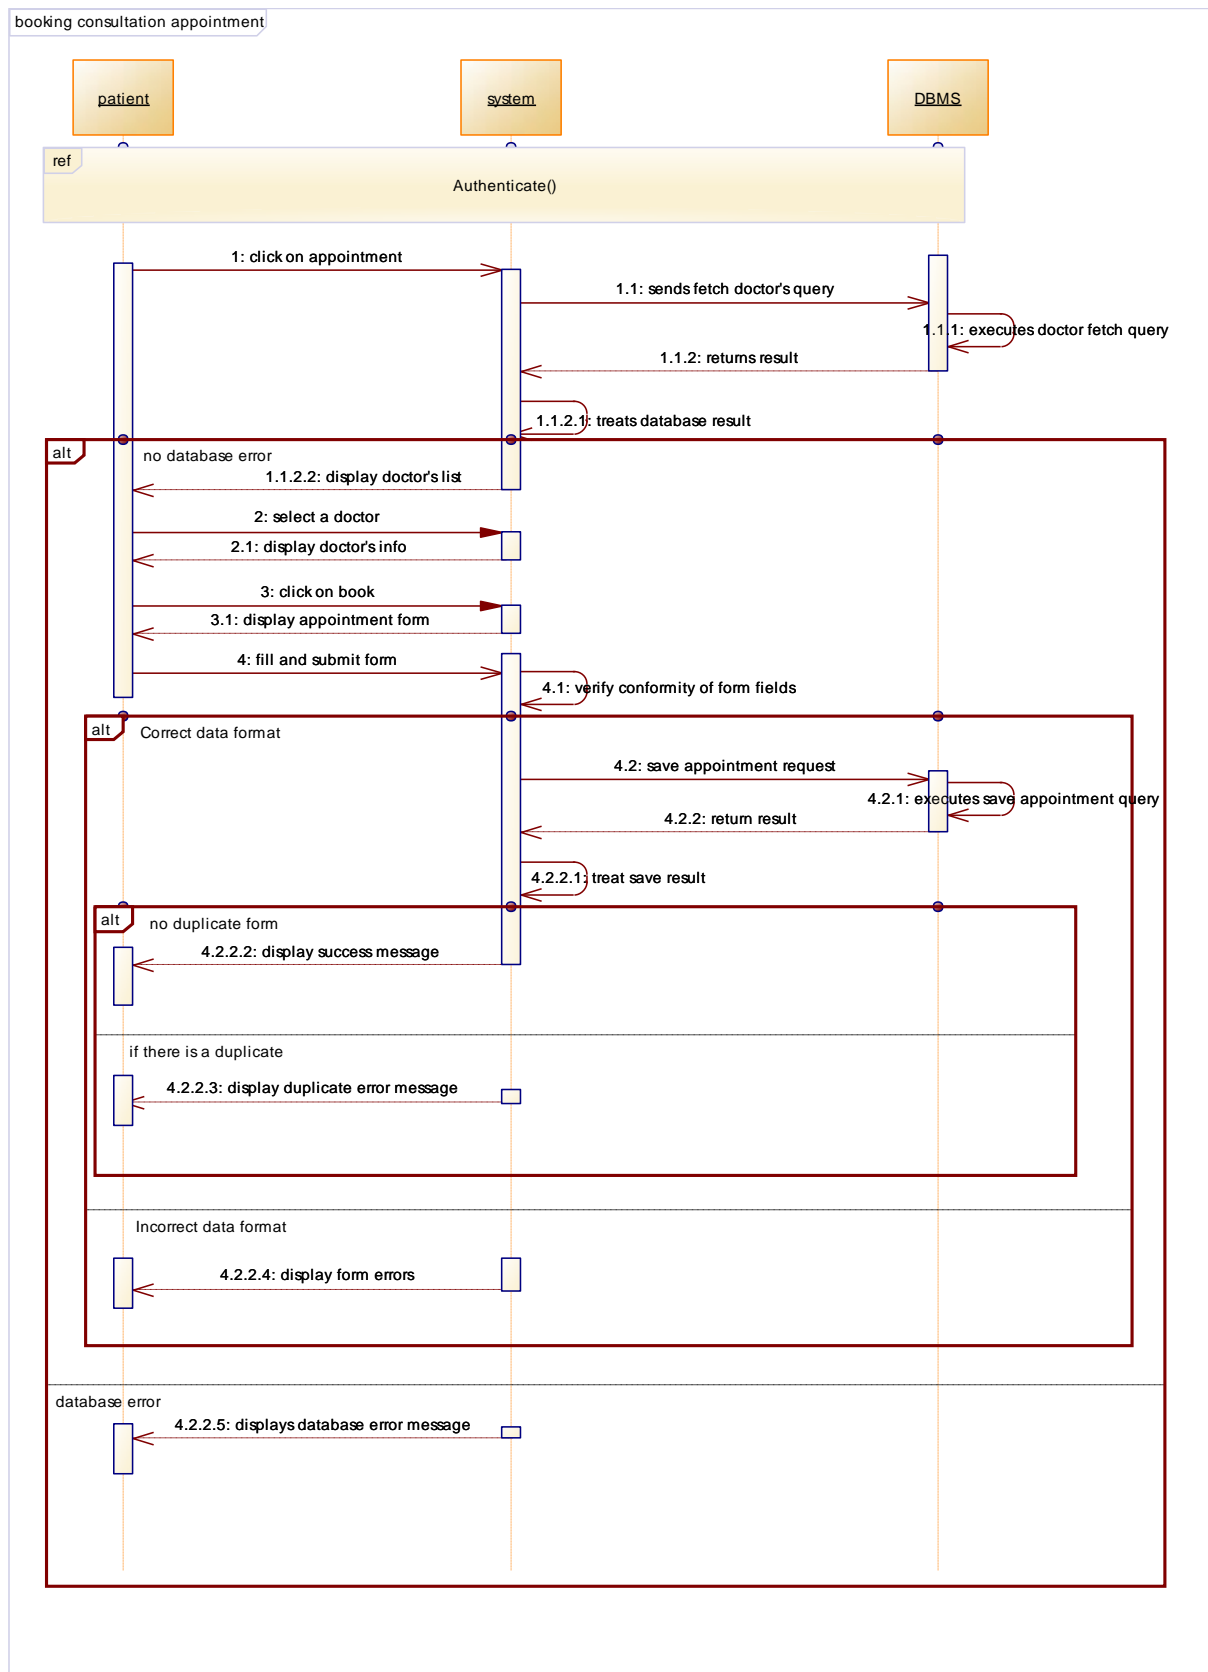 booking consultation appointment
patient
system
DBMS
ref
Authenticate()
1: click on appointment
1.1: sends fetch doctor's query
1.1.1: executes doctor fetch query
1.1.2: returns result
1.1.2.1: treats database result
alt
no database error
1.1.2.2: display doctor's list
2: select a doctor
2.1: display doctor's info
3: click on book
3.1: display appointment form
4: fill and submit form
4.1: verify conformity of form fields
alt
Correct data format
4.2: save appointment request
4.2.1: executes save appointment query
4.2.2: return result
4.2.2.1: treat save result
alt
no duplicate form
4.2.2.2: display success message
if there is a duplicate
4.2.2.3: display duplicate error message
Incorrect data format
4.2.2.4: display form errors
database error
4.2.2.5: displays database error message